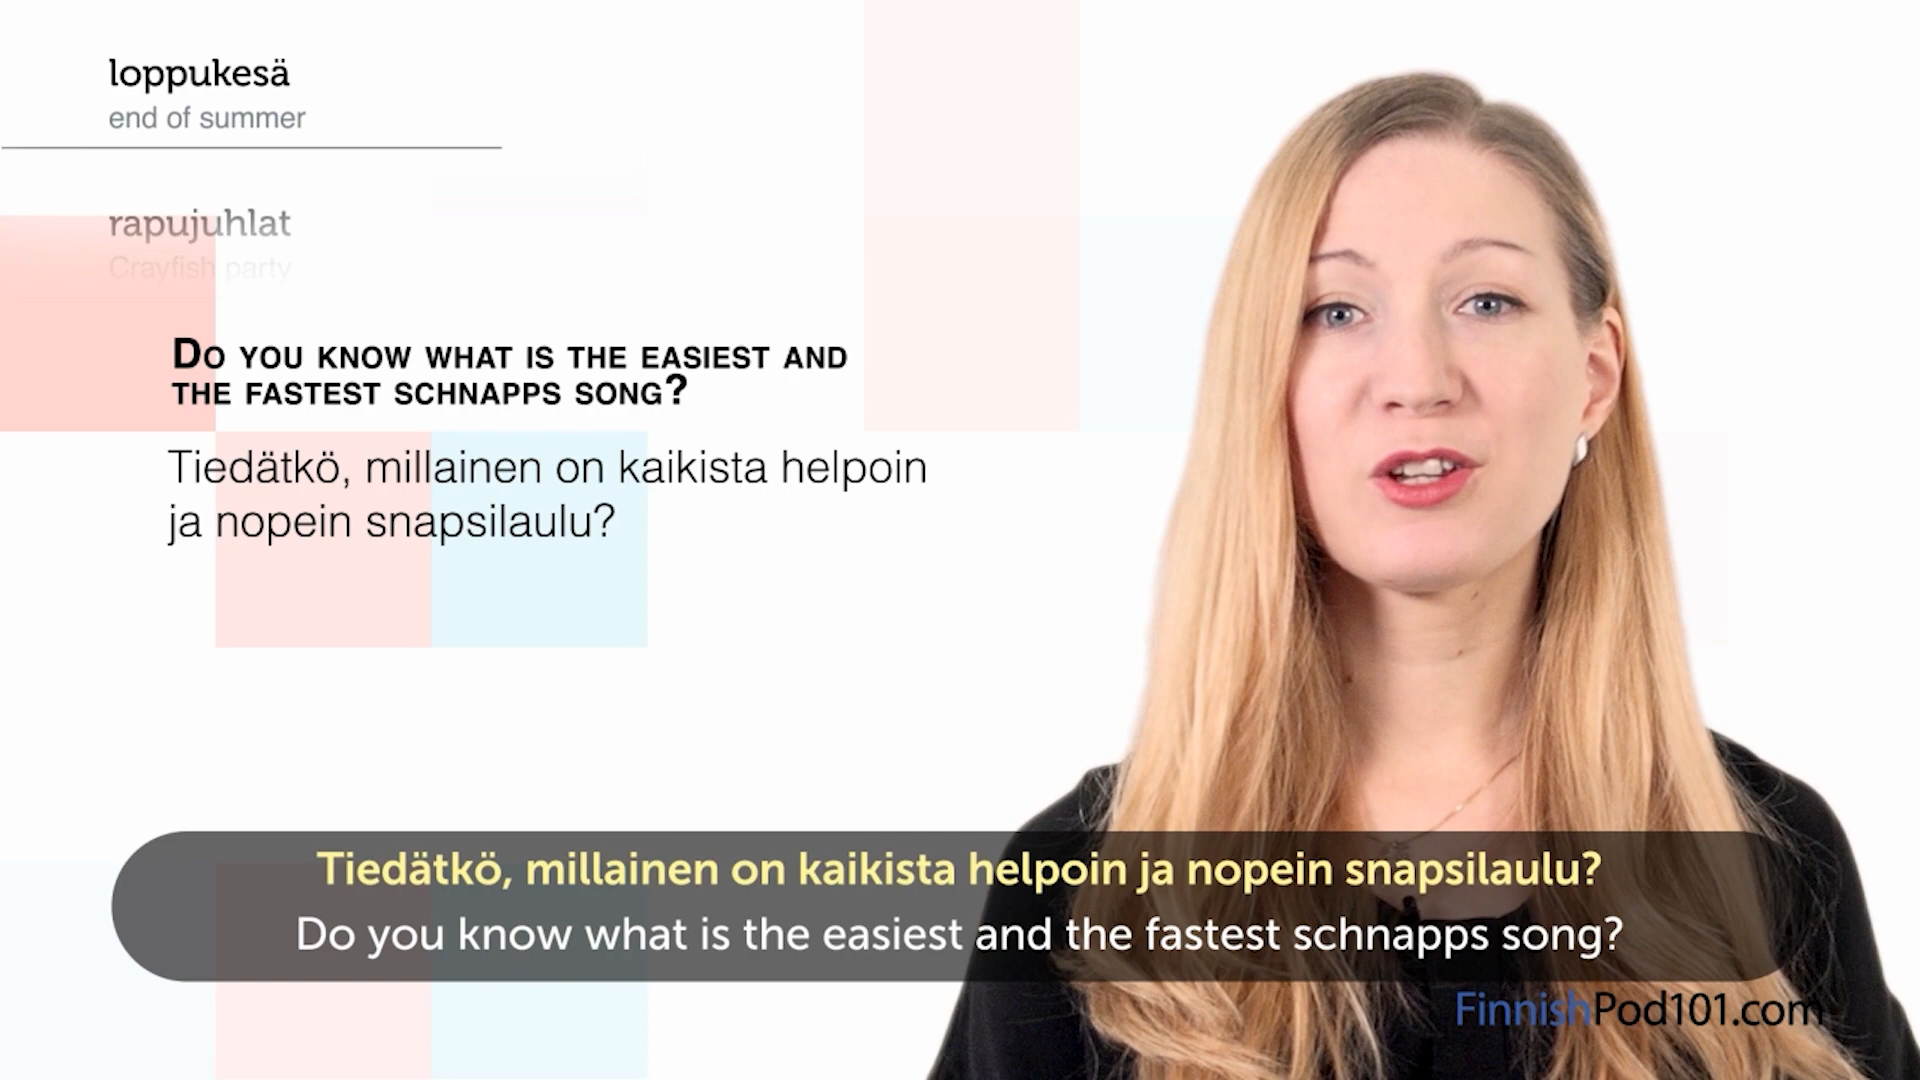 loppukesä
end of summer
rapujuhlat
Crayfish party
Do you know what is the easiest and
the fastest schnapps song?
Tiedätkö, millainen on kaikista helpoin
ja nopein snapsilaulu?
Tiedätkö, millainen on kaikista helpoin ja nopein snapsilaulu?
Do you know what is the easiest and the fastest schnapps song?
FinnishPod101.com